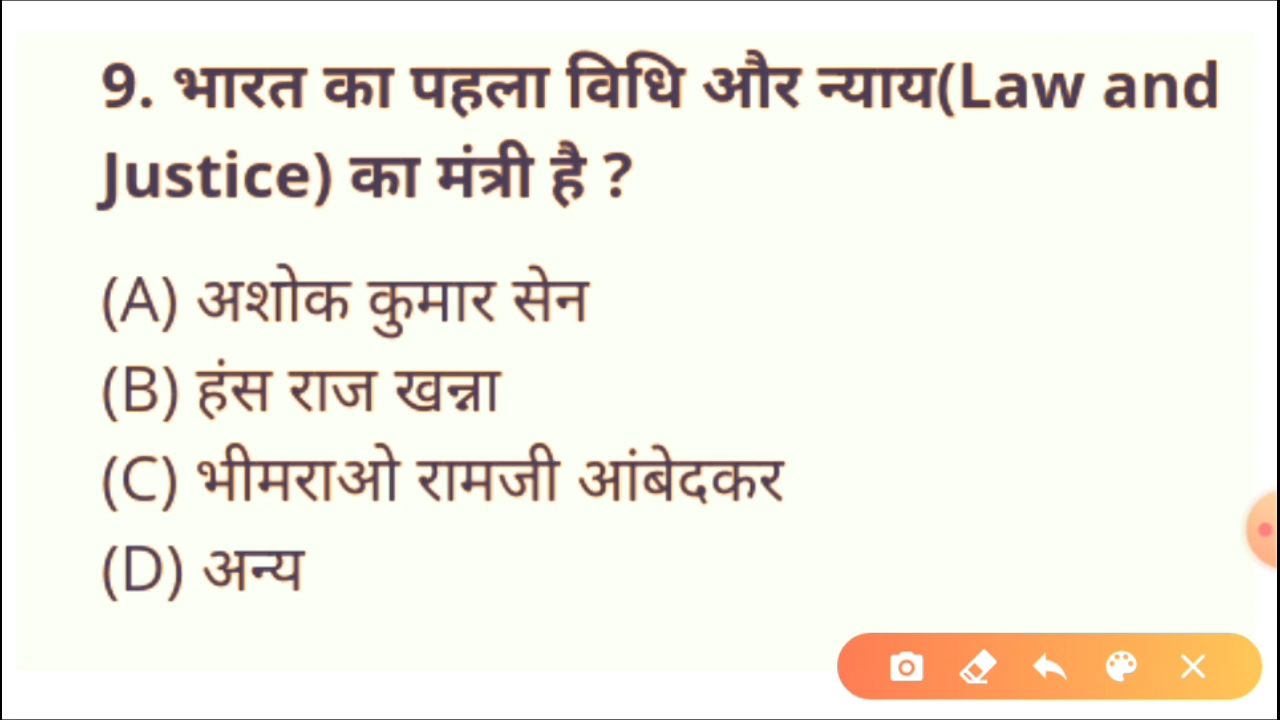 9. भारत का पहला विधि और न्याय(Law and
Justice) का मंत्री है ?
(A) अशोक कुमार सेन
(B) हंस राज खन्ना
(C) भीमराओ रामजी आंबेदकर
(D) अन्य